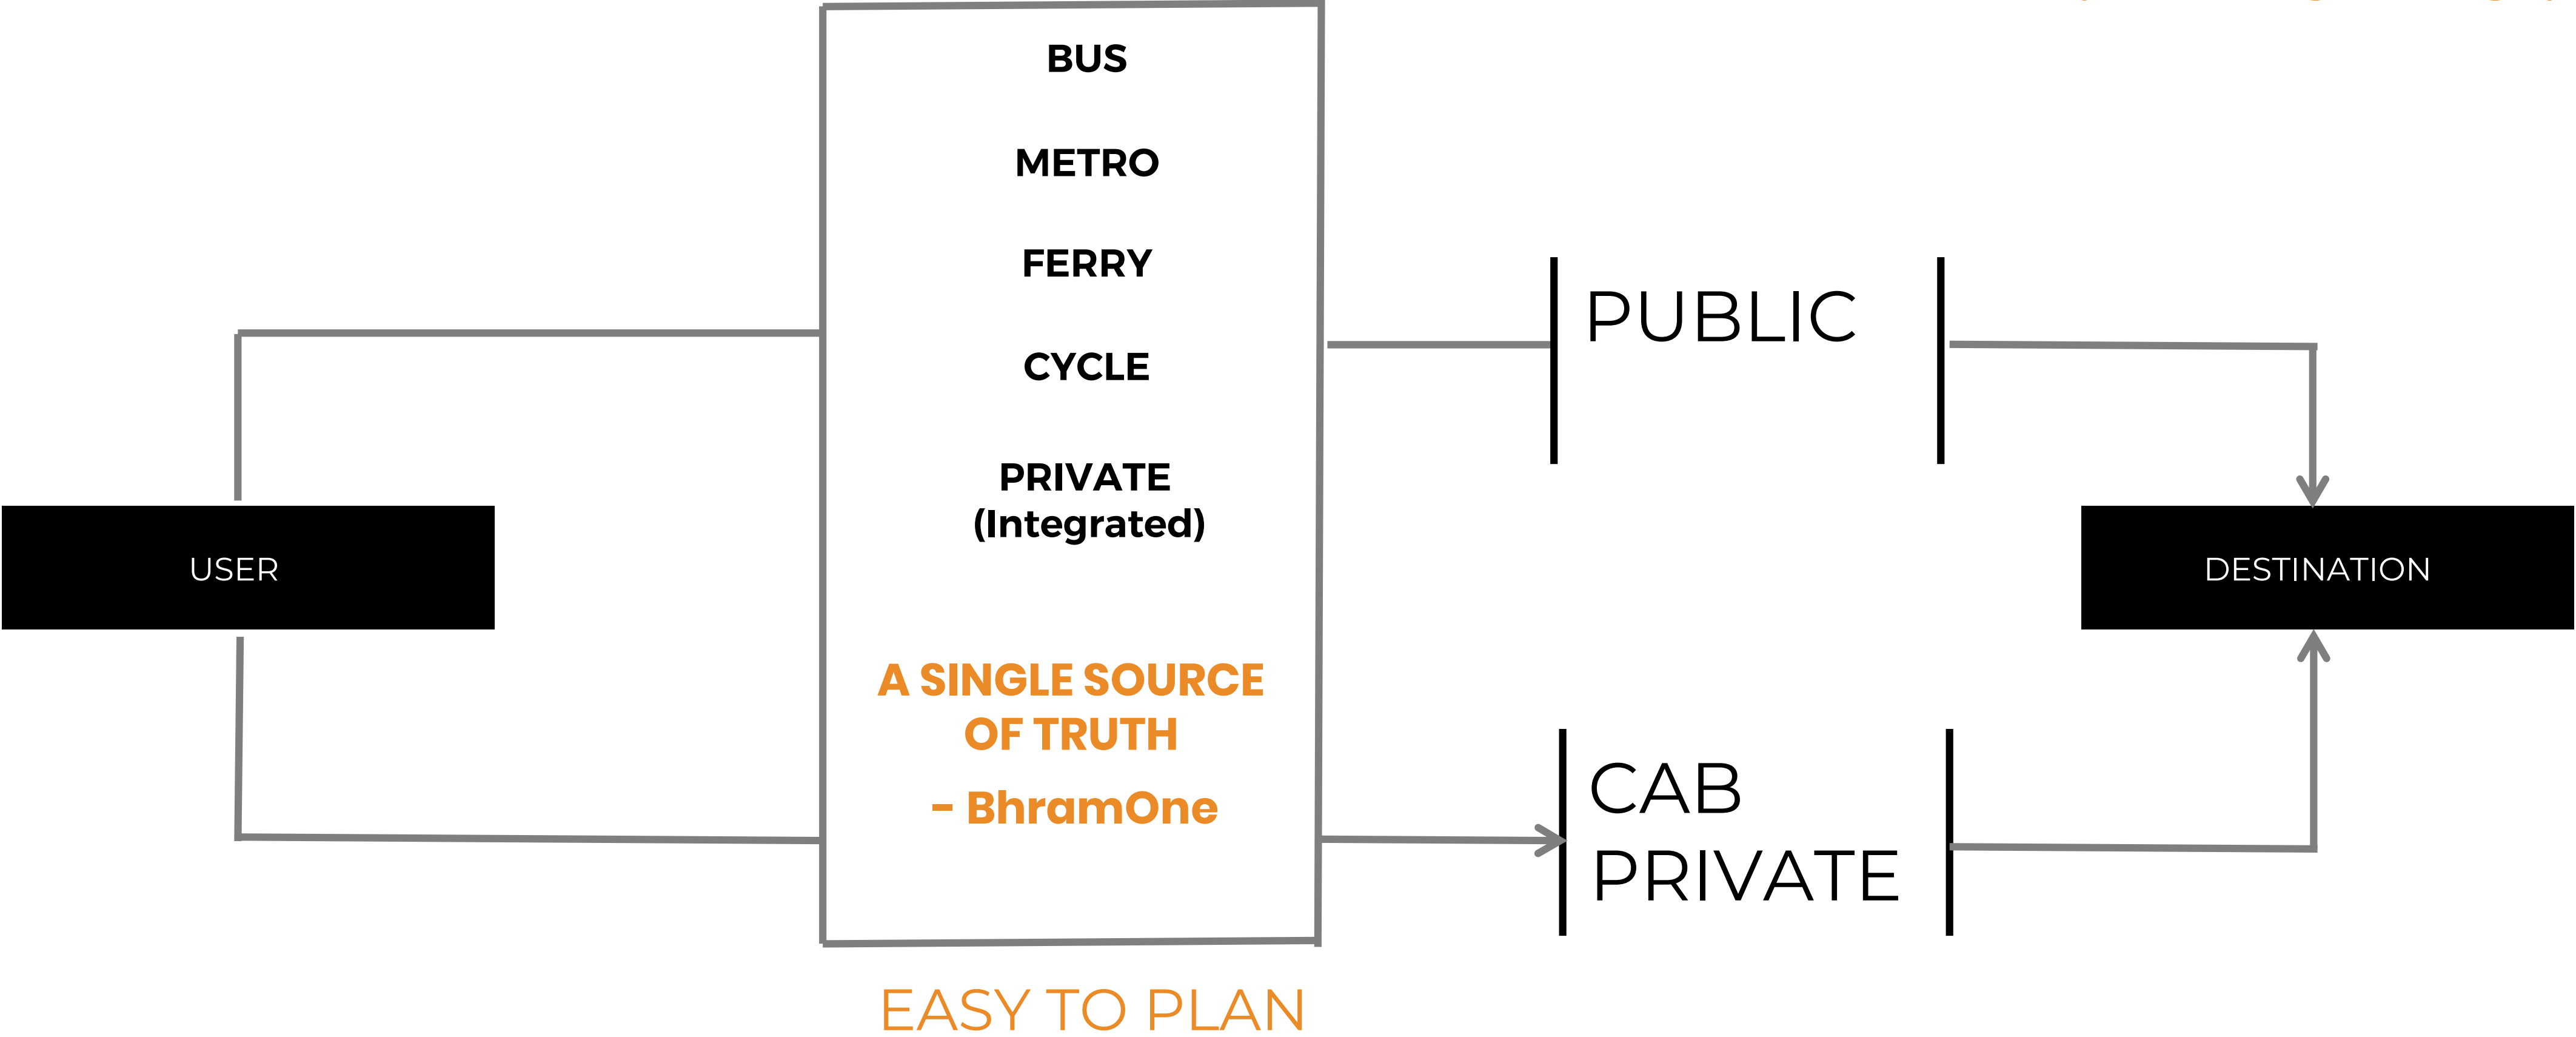 BUS
METRO
FERRY
CYCLE
PRIVATE
(Integrated)
A SINGLE SOURCE
OF TRUTH
- BhramOne
EASY TO PLAN
USER
PUBLIC
CAB
PRIVATE
DESTINATION